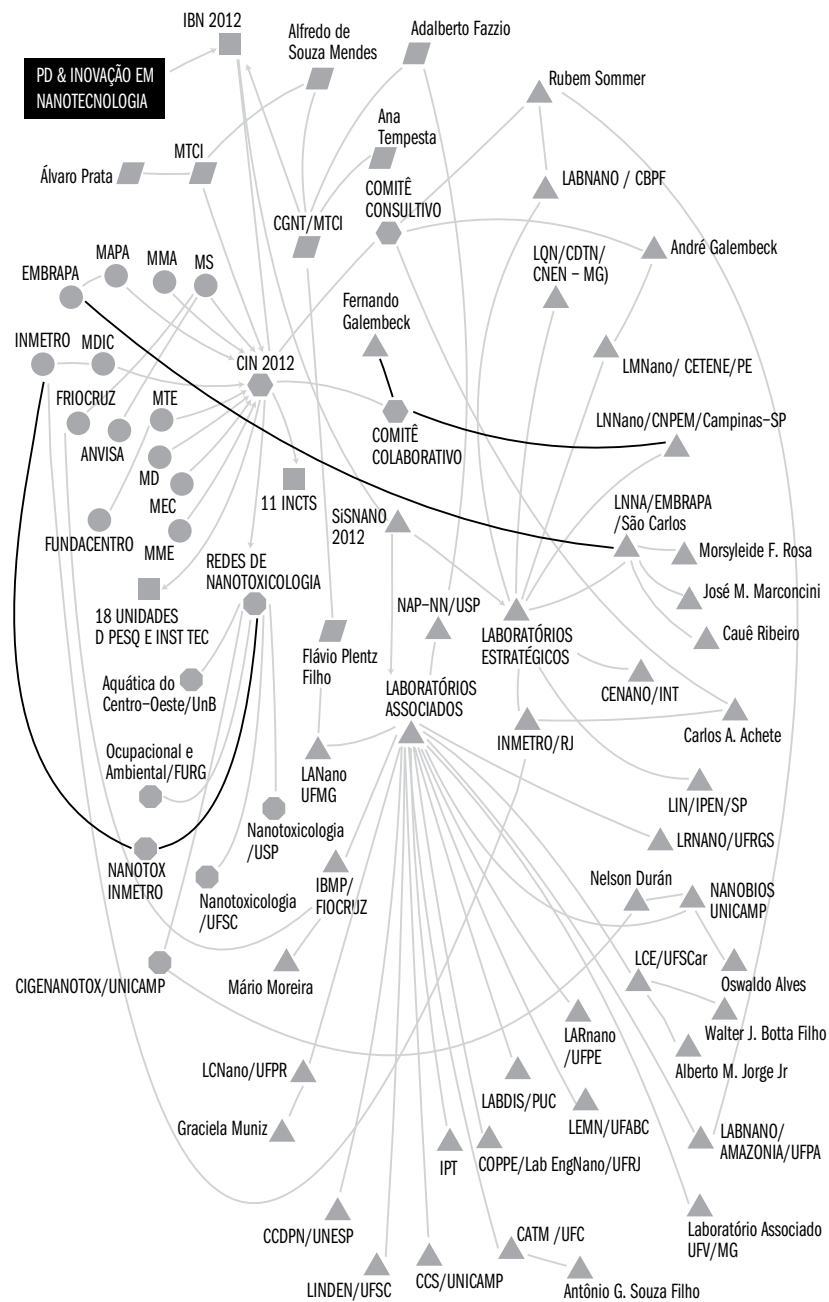 IBN 2012
PD & INOVAÇÃO EM
NANOTECNOLOGIA
Alfredo de
Souza Mendes
Adalberto Fazzio
Rubem Sommer
Ana
Tempesta
MTCI
Álvaro Prata
COMITÊ
CONSULTIVO
LABNANO / CBPF
CGNT/MTCI
André Galembeck
LQN/CDTN/
CNEN – MG)
EMBRAPA
MAPA
MMA
MS
Fernando
Galembeck
INMETRO
MDIC
CIN 2012
LMNano/ CETENE/PE
FRIOCRUZ
MTE
ANVISA
COMITÊ
COLABORATIVO
LNNano/CNPEM/Campinas–SP
MD
MEC
11 INCTS
FUNDACENTRO
MME
SiSNANO
2012
LNNA/EMBRAPA
/São Carlos
Morsyleide F. Rosa
REDES DE
NANOTOXICOLOGIA
José M. Marconcini
18 UNIDADES
D PESQ E INST TEC
NAP–NN/USP
LABORATÓRIOS
ESTRATÉGICOS
Cauê Ribeiro
Flávio Plentz
Filho
Aquática do
Centro–Oeste/UnB
LABORATÓRIOS
ASSOCIADOS
CENANO/INT
INMETRO/RJ
Carlos A. Achete
Ocupacional e
Ambiental/FURG
LANano
UFMG
LIN/IPEN/SP
Nanotoxicologia
/USP
LRNANO/UFRGS
NANOTOX
INMETRO
Nanotoxicologia
/UFSC
IBMP/
FIOCRUZ
Nelson Durán
NANOBIOS
UNICAMP
CIGENANOTOX/UNICAMP
Mário Moreira
LCE/UFSCar
Oswaldo Alves
Walter J. Botta Filho
LARnano
/UFPE
Alberto M. Jorge Jr
LCNano/UFPR
LABDIS/PUC
LEMN/UFABC
Graciela Muniz
IPT
COPPE/Lab EngNano/UFRJ
LABNANO/
AMAZONIA/UFPA
CCDPN/UNESP
CATM /UFC
Laboratório Associado
UFV/MG
LINDEN/UFSC
CCS/UNICAMP
Antônio G. Souza Filho